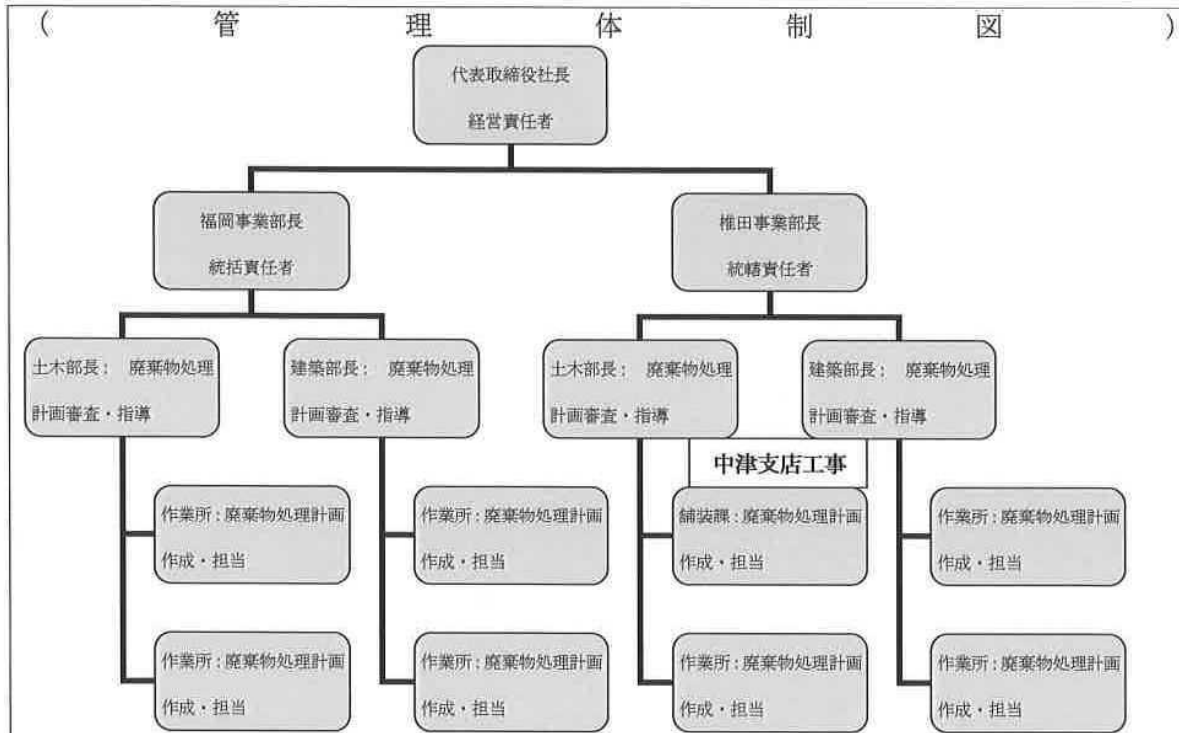 （管理体制図）
代表取締役社長
経営責任者
福岡事業部長
統括責任者
椎田事業部長
統轄責任者
土木部長：　廃棄物処理
計画審査・指導
建築部長：　廃棄物処理
計画審査・指導
土木部長：　廃棄物処理
計画審査・指導
建築部長：　廃棄物処理
計画審査・指導
中津支店工事
作業所：廃棄物処理計画
作成・担当
作業所：廃棄物処理計画
作成・担当
舗装課：廃棄物処理計画
作成・担当
作業所：廃棄物処理計画
作成・担当
作業所：廃棄物処理計画
作成・担当
作業所：廃棄物処理計画
作成・担当
作業所：廃棄物処理計画
作成・担当
作業所：廃棄物処理計画
作成・担当